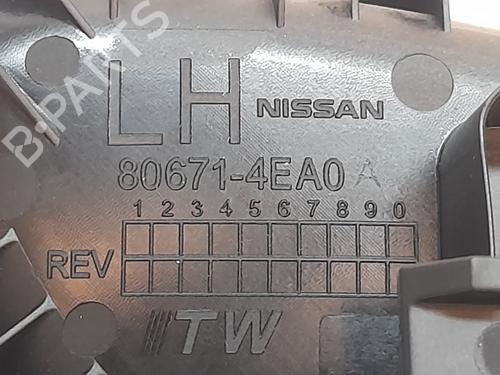 B-PARTS
LH NISSAN
80671-4EA0 A
1 2 3 4 5 6 7 8 9 0
REV
TW